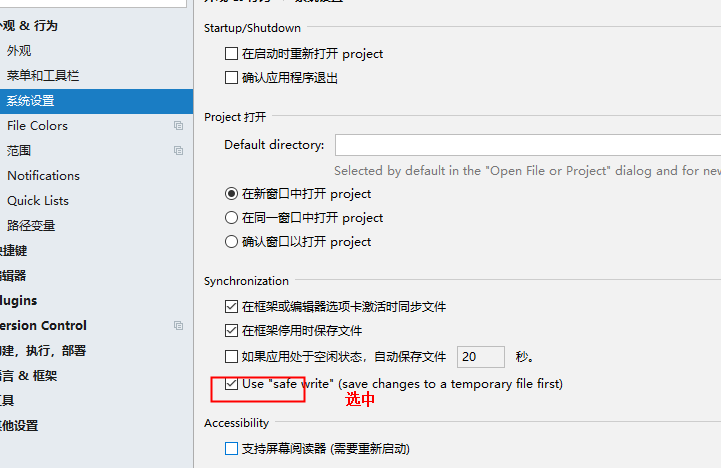 外观 & 行为
系统设置
外观 & 行为
外观
菜单和工具栏
系统设置
File Colors
范围
Notifications
Quick Lists
路径变量
快捷键
编辑器
Plugins
Version Control
构建，执行，部署
语言 & 框架
工具
其他设置
Startup/Shutdown
在启动时重新打开 project
确认应用程序退出
Project 打开
Default directory:
Selected by default in the "Open File or Project" dialog and for new
在新窗口中打开 project
在同一窗口中打开 project
确认窗口以打开 project
Synchronization
在框架或编辑器选项卡激活时同步文件
在框架停用时保存文件
如果应用处于空闲状态，自动保存文件 20 秒。
Use "safe write" (save changes to a temporary file first)
选中
Accessibility
支持屏幕阅读器 (需要重新启动)